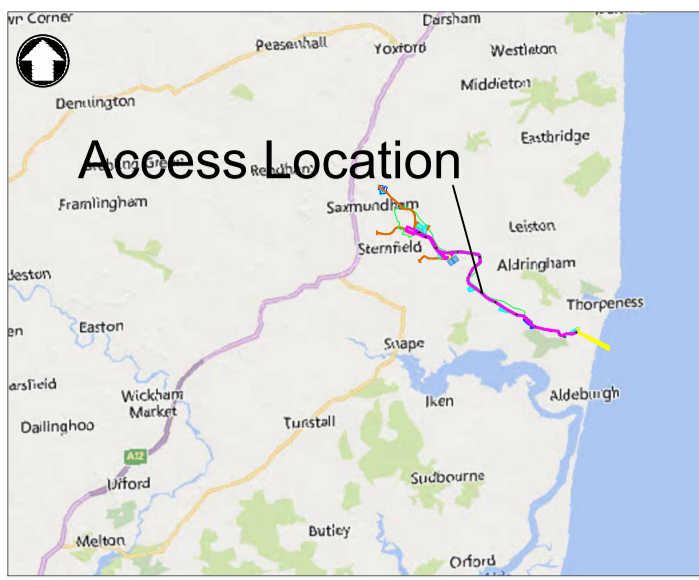 Darsham
Peasenhall
Yoxford
Westleton
Middleton
Dennington
Eastbridge
Access Location
Rendham
Framlingham
Saxmundham
Leiston
Sternfield
Aldringham
Thorpeness
Easton
Snape
Wickham
Market
Iken
Aldeburgh
Dallinghoo
Tunstall
A12
Ufford
Sudbourne
Melton
Butley
Orford